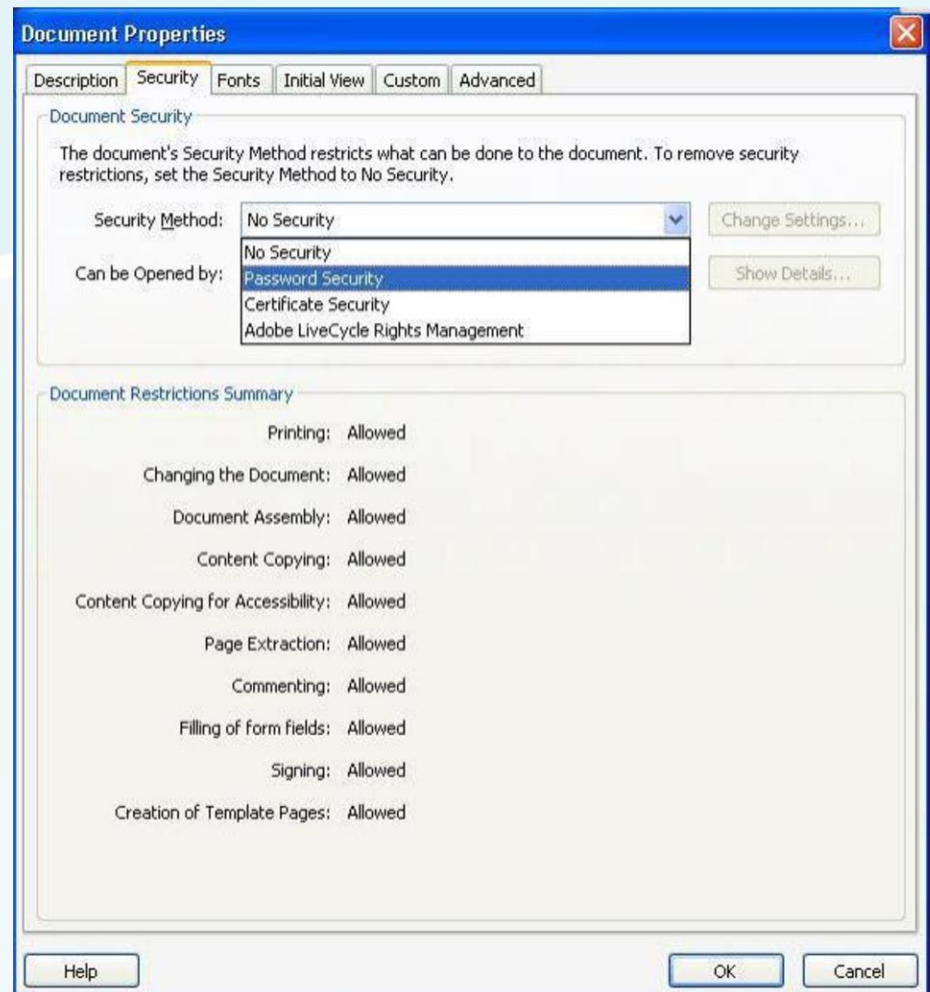 Document Properties
Description Security Fonts Initial View Custom Advanced
Document Security
The document's Security Method restricts what can be done to the document. To remove security
restrictions, set the Security Method to No Security.
Security Method: No Security Change Settings...
No Security
Can be Opened by: Password Security Show Details...
Certificate Security
Adobe LiveCycle Rights Management
Document Restrictions Summary
Printing: Allowed
Changing the Document: Allowed
Document Assembly: Allowed
Content Copying: Allowed
Content Copying for Accessibility: Allowed
Page Extraction: Allowed
Commenting: Allowed
Filling of form fields: Allowed
Signing: Allowed
Creation of Template Pages: Allowed
Help OK Cancel